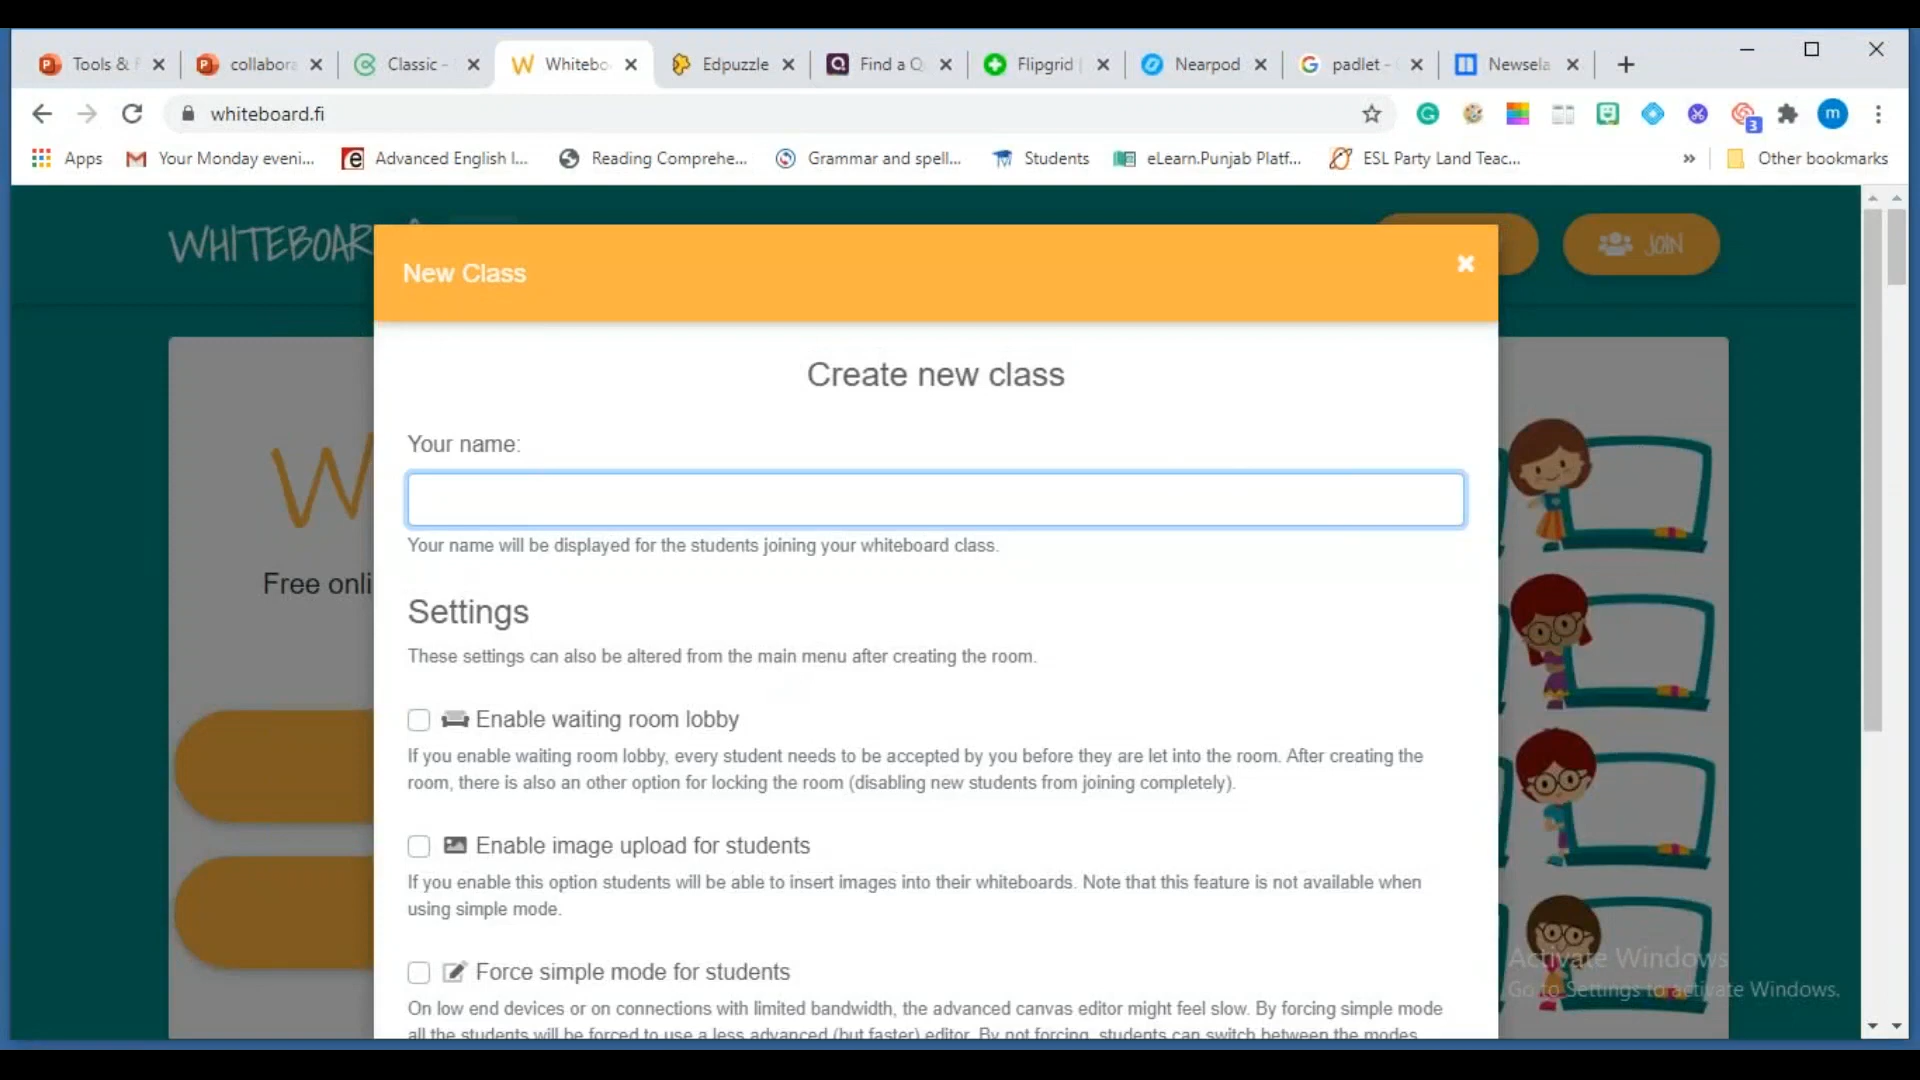 Tools &
collabora
Classic -
Whitebo
Edpuzzle
Find a Q
Flipgrid
Nearpod
padlet -
Newsela
whiteboard.fi
m
3
Apps
Your Monday eveni...
Advanced English I...
Reading Comprehe...
Grammar and spell...
Students
eLearn.Punjab Platf...
ESL Party Land Teac...
»
Other bookmarks
WHITEBOAR
JOIN
New Class
Create new class
Your name:
Your name will be displayed for the students joining your whiteboard class.
Free onli
Settings
These settings can also be altered from the main menu after creating the room.
Enable waiting room lobby
If you enable waiting room lobby, every student needs to be accepted by you before they are let into the room. After creating the
room, there is also an other option for locking the room (disabling new students from joining completely).
Enable image upload for students
If you enable this option students will be able to insert images into their whiteboards. Note that this feature is not available when
using simple mode.
Activate Windows
Go to Settings to activate Windows.
Force simple mode for students
On low end devices or on connections with limited bandwidth, the advanced canvas editor might feel slow. By forcing simple mode
all the students will be forced to use a less advanced (but faster) editor. By not forcing, students can switch between the modes